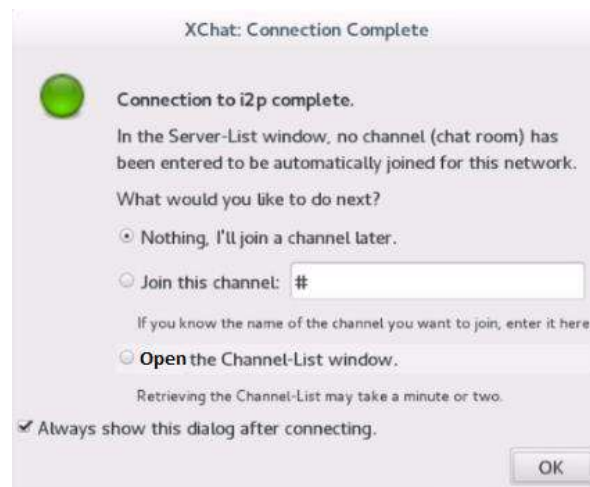 XChat: Connection Complete
Connection to i2p complete.
In the Server-List window, no channel (chat room) has
been entered to be automatically joined for this network.
What would you like to do next?
Nothing, I'll join a channel later.
Join this channel: #
If you know the name of the channel you want to join, enter it here
Open the Channel-List window.
Retrieving the Channel-List may take a minute or two.
Always show this dialog after connecting.
OK